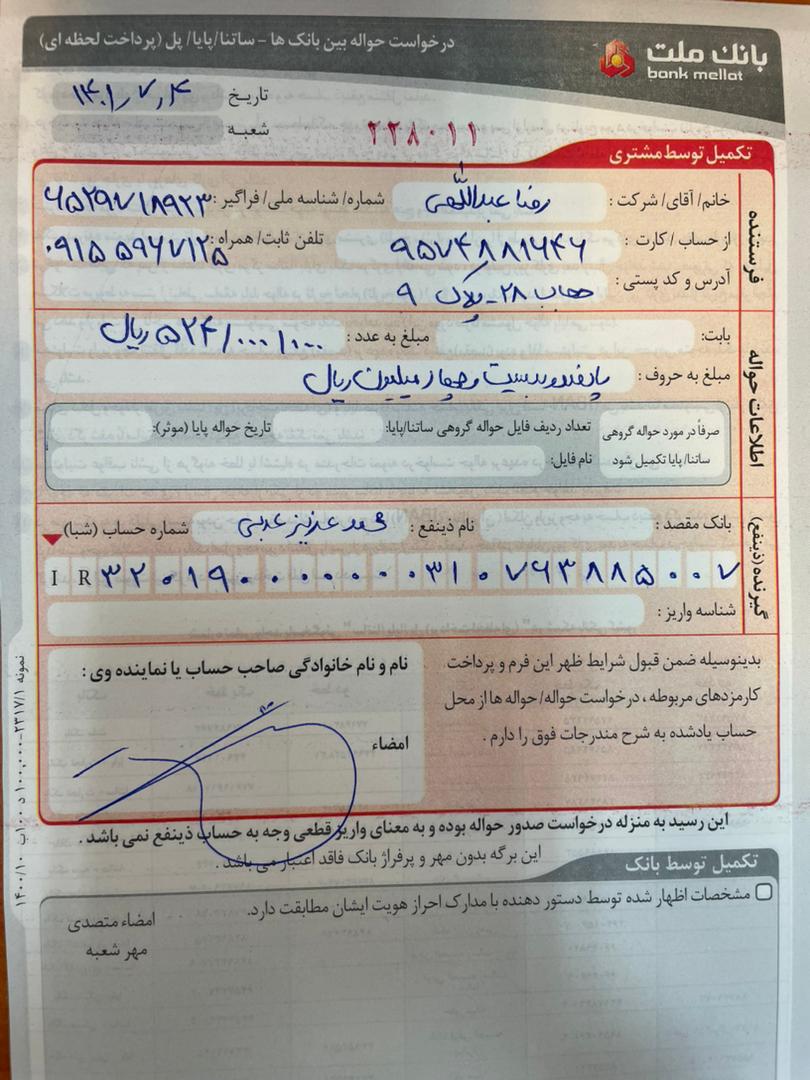 بانک ملت
bank mellat
درخواست حواله بین بانک ها - ساتنا/پایا/ پل (پرداخت لحظه ای)
تاریخ ۱۴۰۱٫۷٫۴
شعبه
۲۲۸۰۱۱
تکمیل توسط مشتری
فرستنده
خانم/ آقای/ شرکت : رضا عبداللهی شماره/ شناسه ملی/ فراگیر: ۶۵۲۹۷۱۸۹۲۳
از حساب/ کارت : ۹۵۷۴۸۸۱۶۴۶ تلفن ثابت/ همراه: ۰۹۱۵۵۹۶۷۱۲۵
آدرس و کد پستی : ۲۸ - پلاک ۹
اطلاعات حواله
بابت: مبلغ به عدد : ۵۲۴/۰۰۰/۰۰۰ ریال
مبلغ به حروف : پانصد و بیست و چهار میلیون ریال
صرفاً در مورد حواله گروهی ساتنا/ پایا تکمیل شود
تعداد ردیف فایل حواله گروهی ساتنا/پایا: تاریخ حواله پایا (موثر):
نام فایل:
گیرنده (ذینفع)
بانک مقصد : نام ذینفع : محمد عزیز شماره حساب (شبا)
I R ۳۲۰۱۹۰۰۰۰۰۰۰۳۱۰۷۶۳۸۸۵۰۰۷
شناسه واریز :
بدینوسیله ضمن قبول شرایط ظهر این فرم و پرداخت
کارمزدهای مربوطه ، درخواست حواله/ حواله ها از محل
حساب یادشده به شرح مندرجات فوق را دارم .
نام و نام خانوادگی صاحب حساب یا نماینده وی :
امضاء
این رسید به منزله درخواست صدور حواله بوده و به معنای واریز قطعی وجه به حساب ذینفع نمی باشد .
این برگه بدون مهر و پرفراژ بانک فاقد اعتبار می باشد .
تکمیل توسط بانک
مشخصات اظهار شده توسط دستور دهنده با مدارک احراز هویت ایشان مطابقت دارد.
امضاء متصدی
مهر شعبه
نمونه ۲۳۱۷/۱-۱۰۰،۰۰۰ د ۱۰۰ ب ۱۴۰۰/۱۰